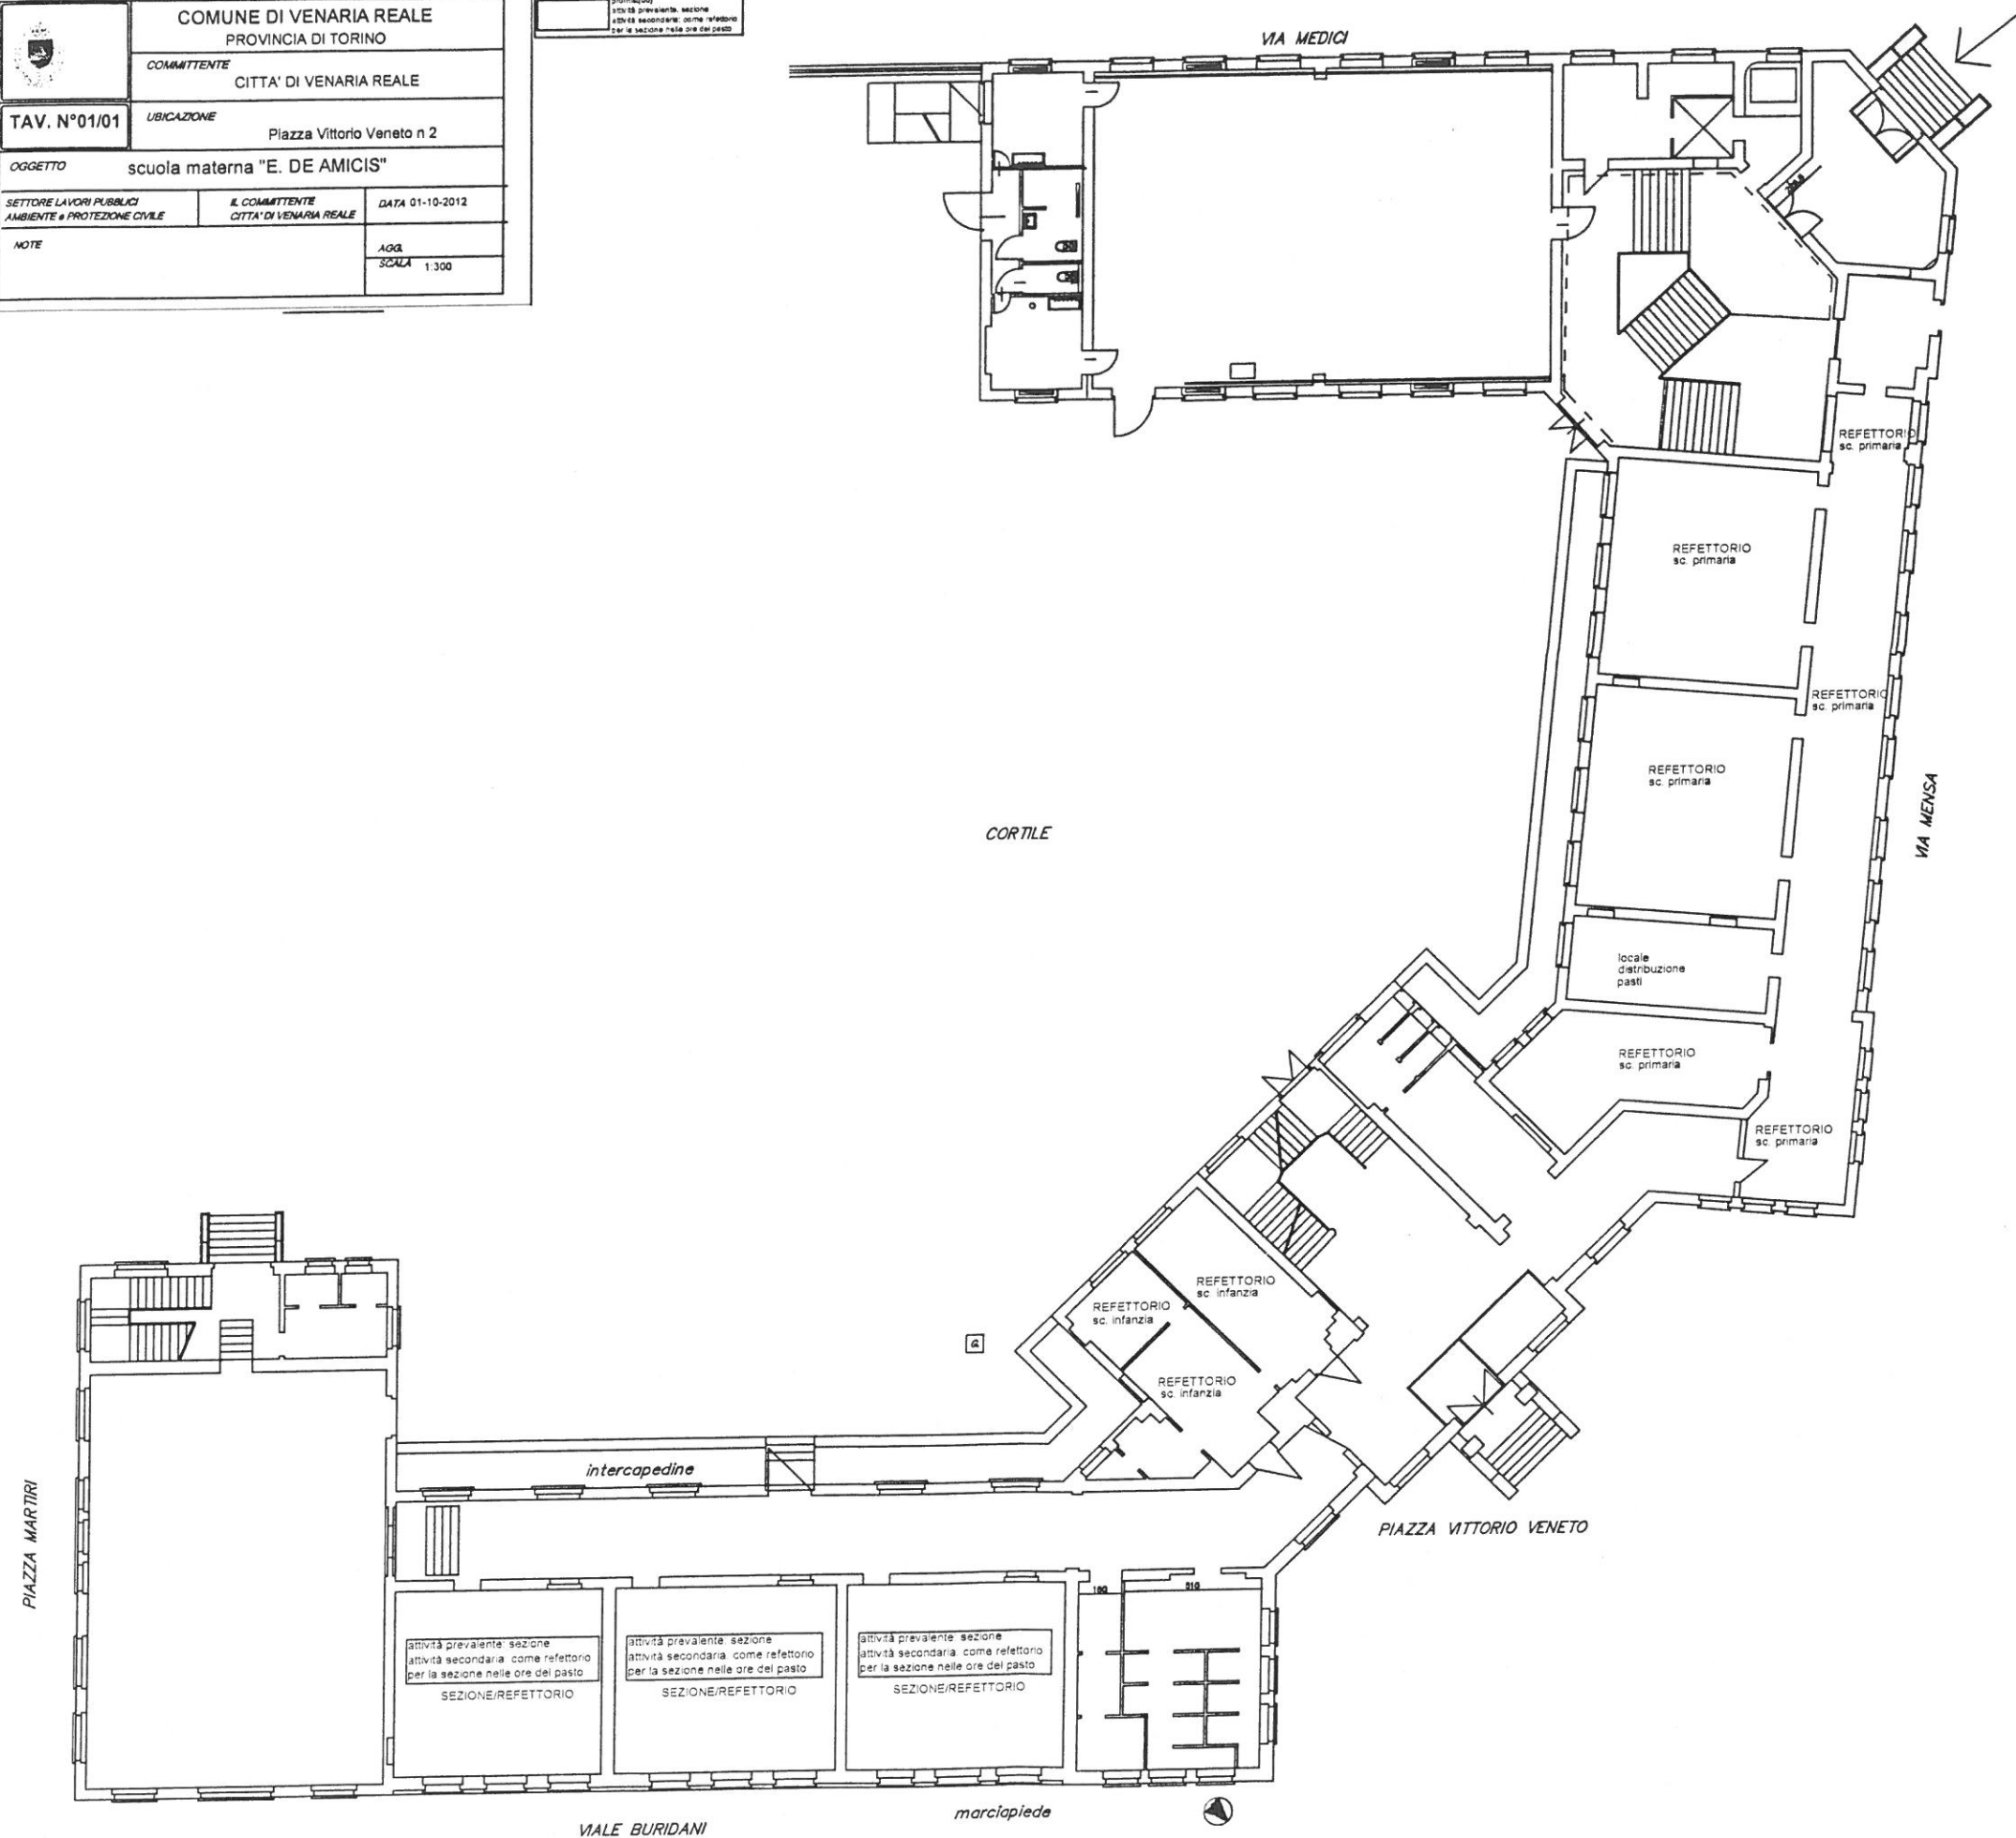 COMUNE DI VENARIA REALE
PROVINCIA DI TORINO
COMMITTENTE
CITTA' DI VENARIA REALE
TAV. N°01/01
UBICAZIONE
Piazza Vittorio Veneto n 2
OGGETTO
scuola materna "E. DE AMICIS"
SETTORE LAVORI PUBBLICI
AMBIENTE e PROTEZIONE CIVILE
IL COMMITTENTE
CITTA' DI VENARIA REALE
DATA 01-10-2012
NOTE
AGG.
SCALA 1:300
attività prevalente: sezione
attività secondaria: come refettorio
per la sezione nelle ore del pasto
VIA MEDICI
REFETTORIO
sc. primaria
REFETTORIO
sc. primaria
REFETTORIO
sc. primaria
REFETTORIO
sc. primaria
VIA MENSA
CORTILE
locale
distribuzione
pasti
REFETTORIO
sc. primaria
REFETTORIO
sc. primaria
REFETTORIO
sc. infanzia
REFETTORIO
sc. infanzia
REFETTORIO
sc. infanzia
G
intercapedine
PIAZZA MARTIRI
PIAZZA VITTORIO VENETO
160
510
attività prevalente: sezione
attività secondaria: come refettorio
per la sezione nelle ore del pasto
SEZIONE/REFETTORIO
attività prevalente: sezione
attività secondaria: come refettorio
per la sezione nelle ore del pasto
SEZIONE/REFETTORIO
attività prevalente: sezione
attività secondaria: come refettorio
per la sezione nelle ore del pasto
SEZIONE/REFETTORIO
marciapiede
VIALE BURIDANI